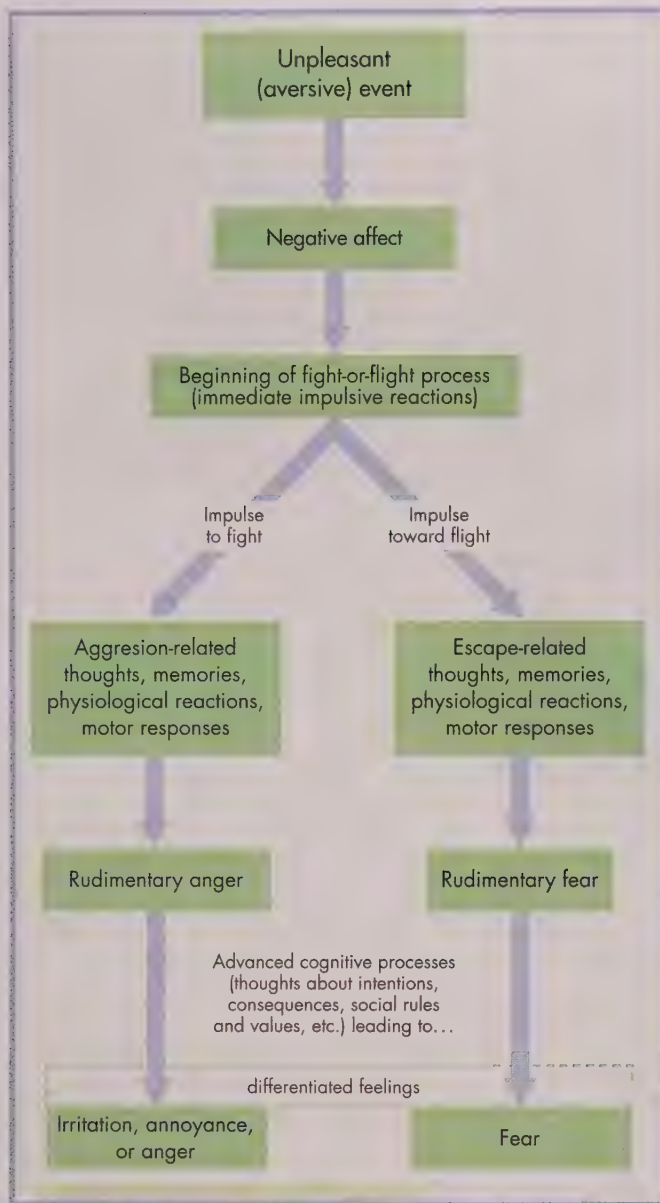 Unpleasant
(aversive) event
Negative affect
Beginning of fight-or-flight process
(immediate impulsive reactions)
Impulse
to fight
Impulse
toward flight
Aggresion-related
thoughts, memories,
physiological reactions,
motor responses
Escape-related
thoughts, memories,
physiological reactions,
motor responses
Rudimentary anger
Rudimentary fear
Advanced cognitive processes
(thoughts about intentions,
consequences, social rules
and values, etc.) leading to...
differentiated feelings
Irritation, annoyance,
or anger
Fear